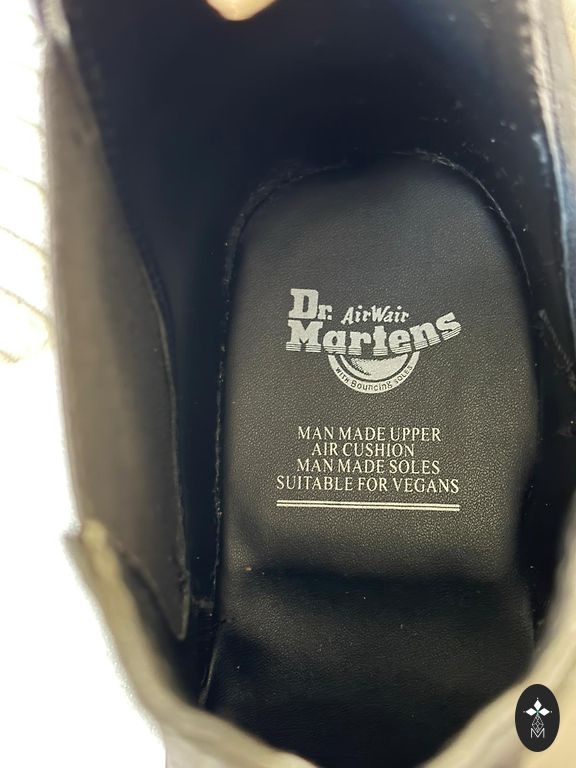 Dr. AirWair
Martens
WITH Bouncing SOLES
MAN MADE UPPER
AIR CUSHION
MAN MADE SOLES
SUITABLE FOR VEGANS
M